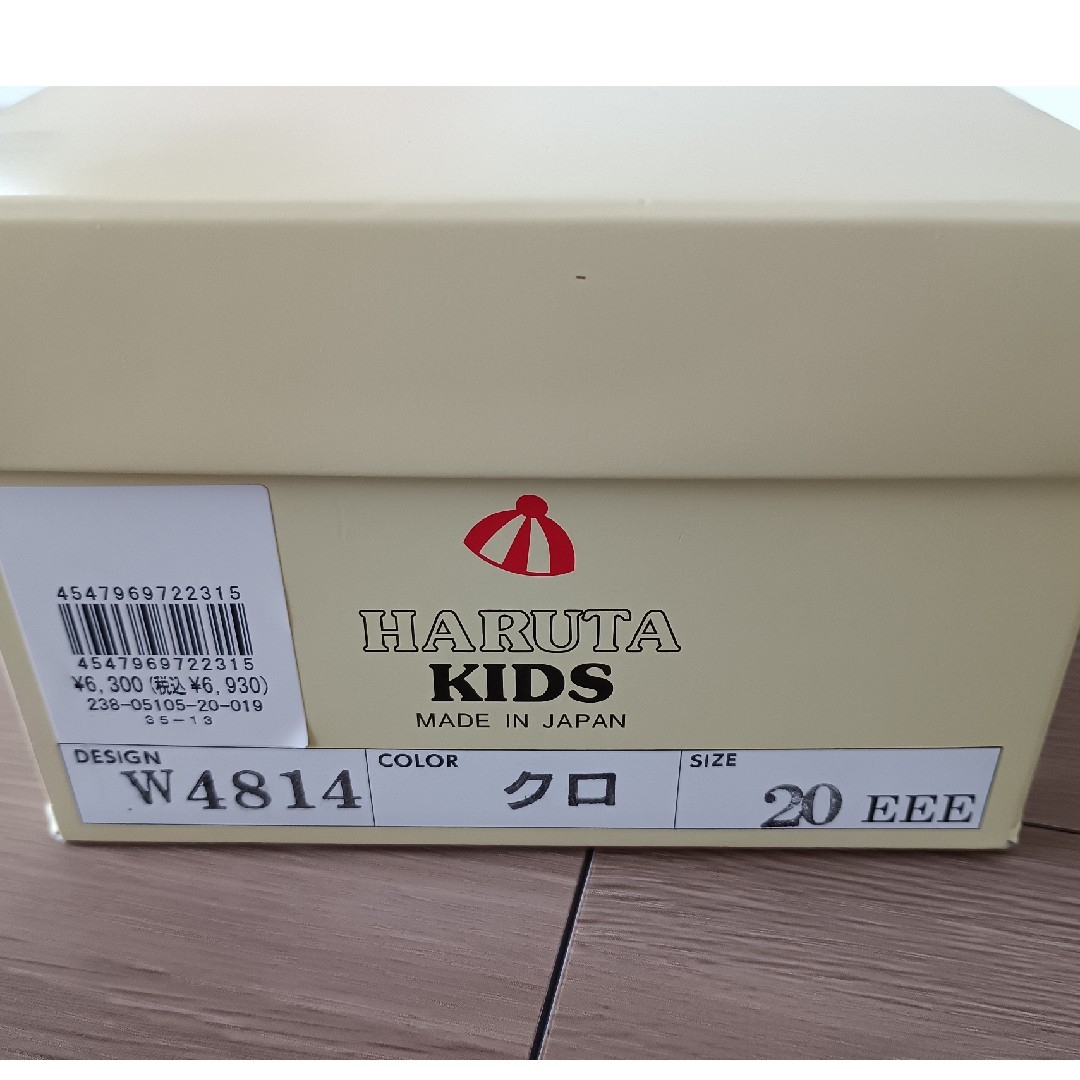 4547969722315
4547969722315
¥6,300(税込¥6,930)
238-05105-20-019
35-13
HARUTA
KIDS
MADE IN JAPAN
DESIGN W4814 COLOR クロ SIZE 20 EEE